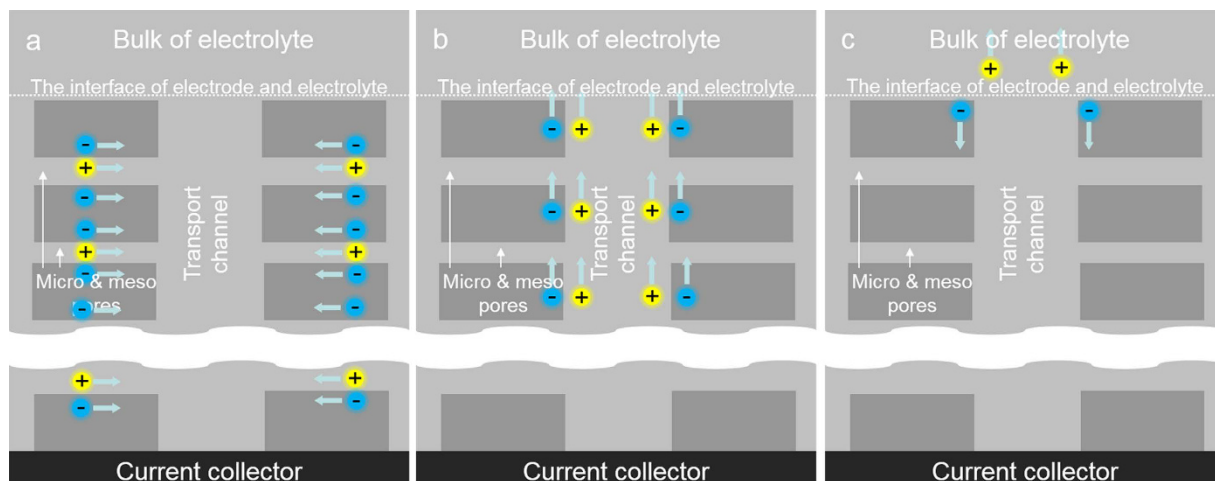 a
Bulk of electrolyte
The interface of electrode and electrolyte
-
-
+
+
-
-
-
-
+
+
-
-
-
-
Transport
channel
Micro & meso
pores
+
+
-
-
Current collector
b
Bulk of electrolyte
The interface of electrode and electrolyte
-
+
+
-
-
+
+
-
-
+
+
-
Transport
channel
Micro & meso
pores
Current collector
c
Bulk of electrolyte
+
+
The interface of electrode and electrolyte
-
-
Transport
channel
Micro & meso
pores
Current collector